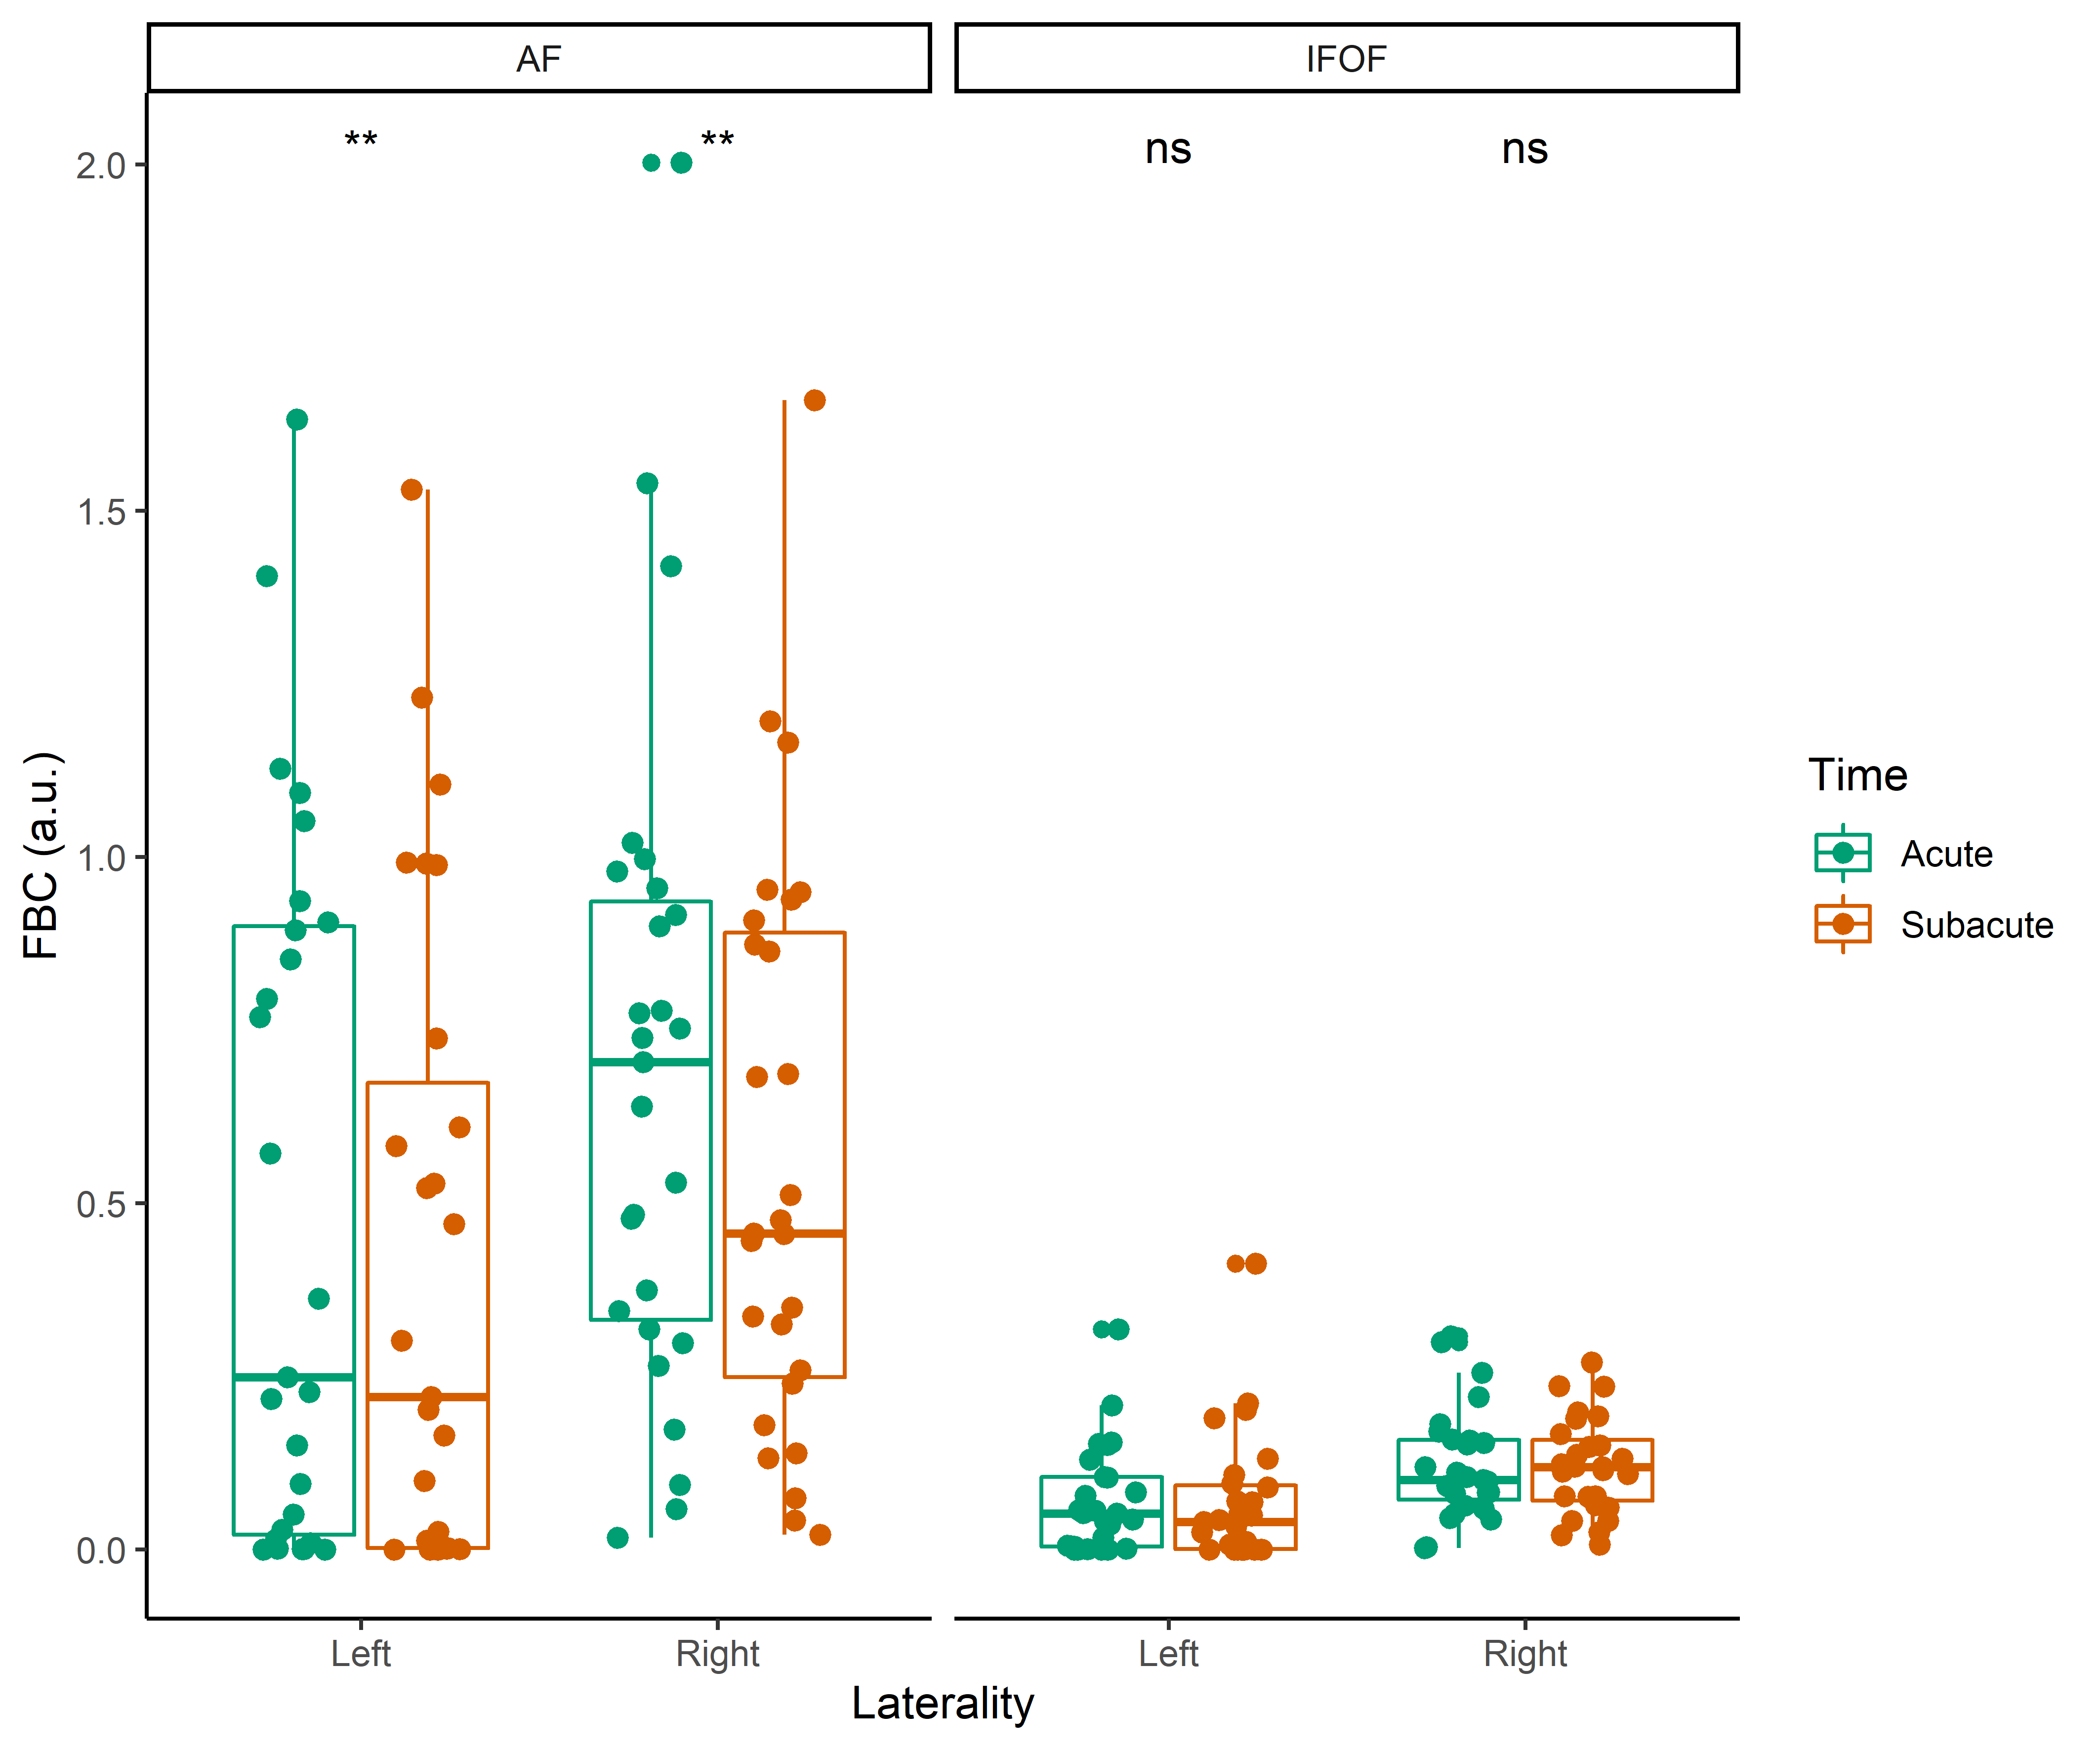 AF
IFOF
**
**
ns
ns
2.0
1.5
1.0
0.5
0.0
FBC (a.u.)
Left
Right
Left
Right
Laterality
Time
Acute
Subacute